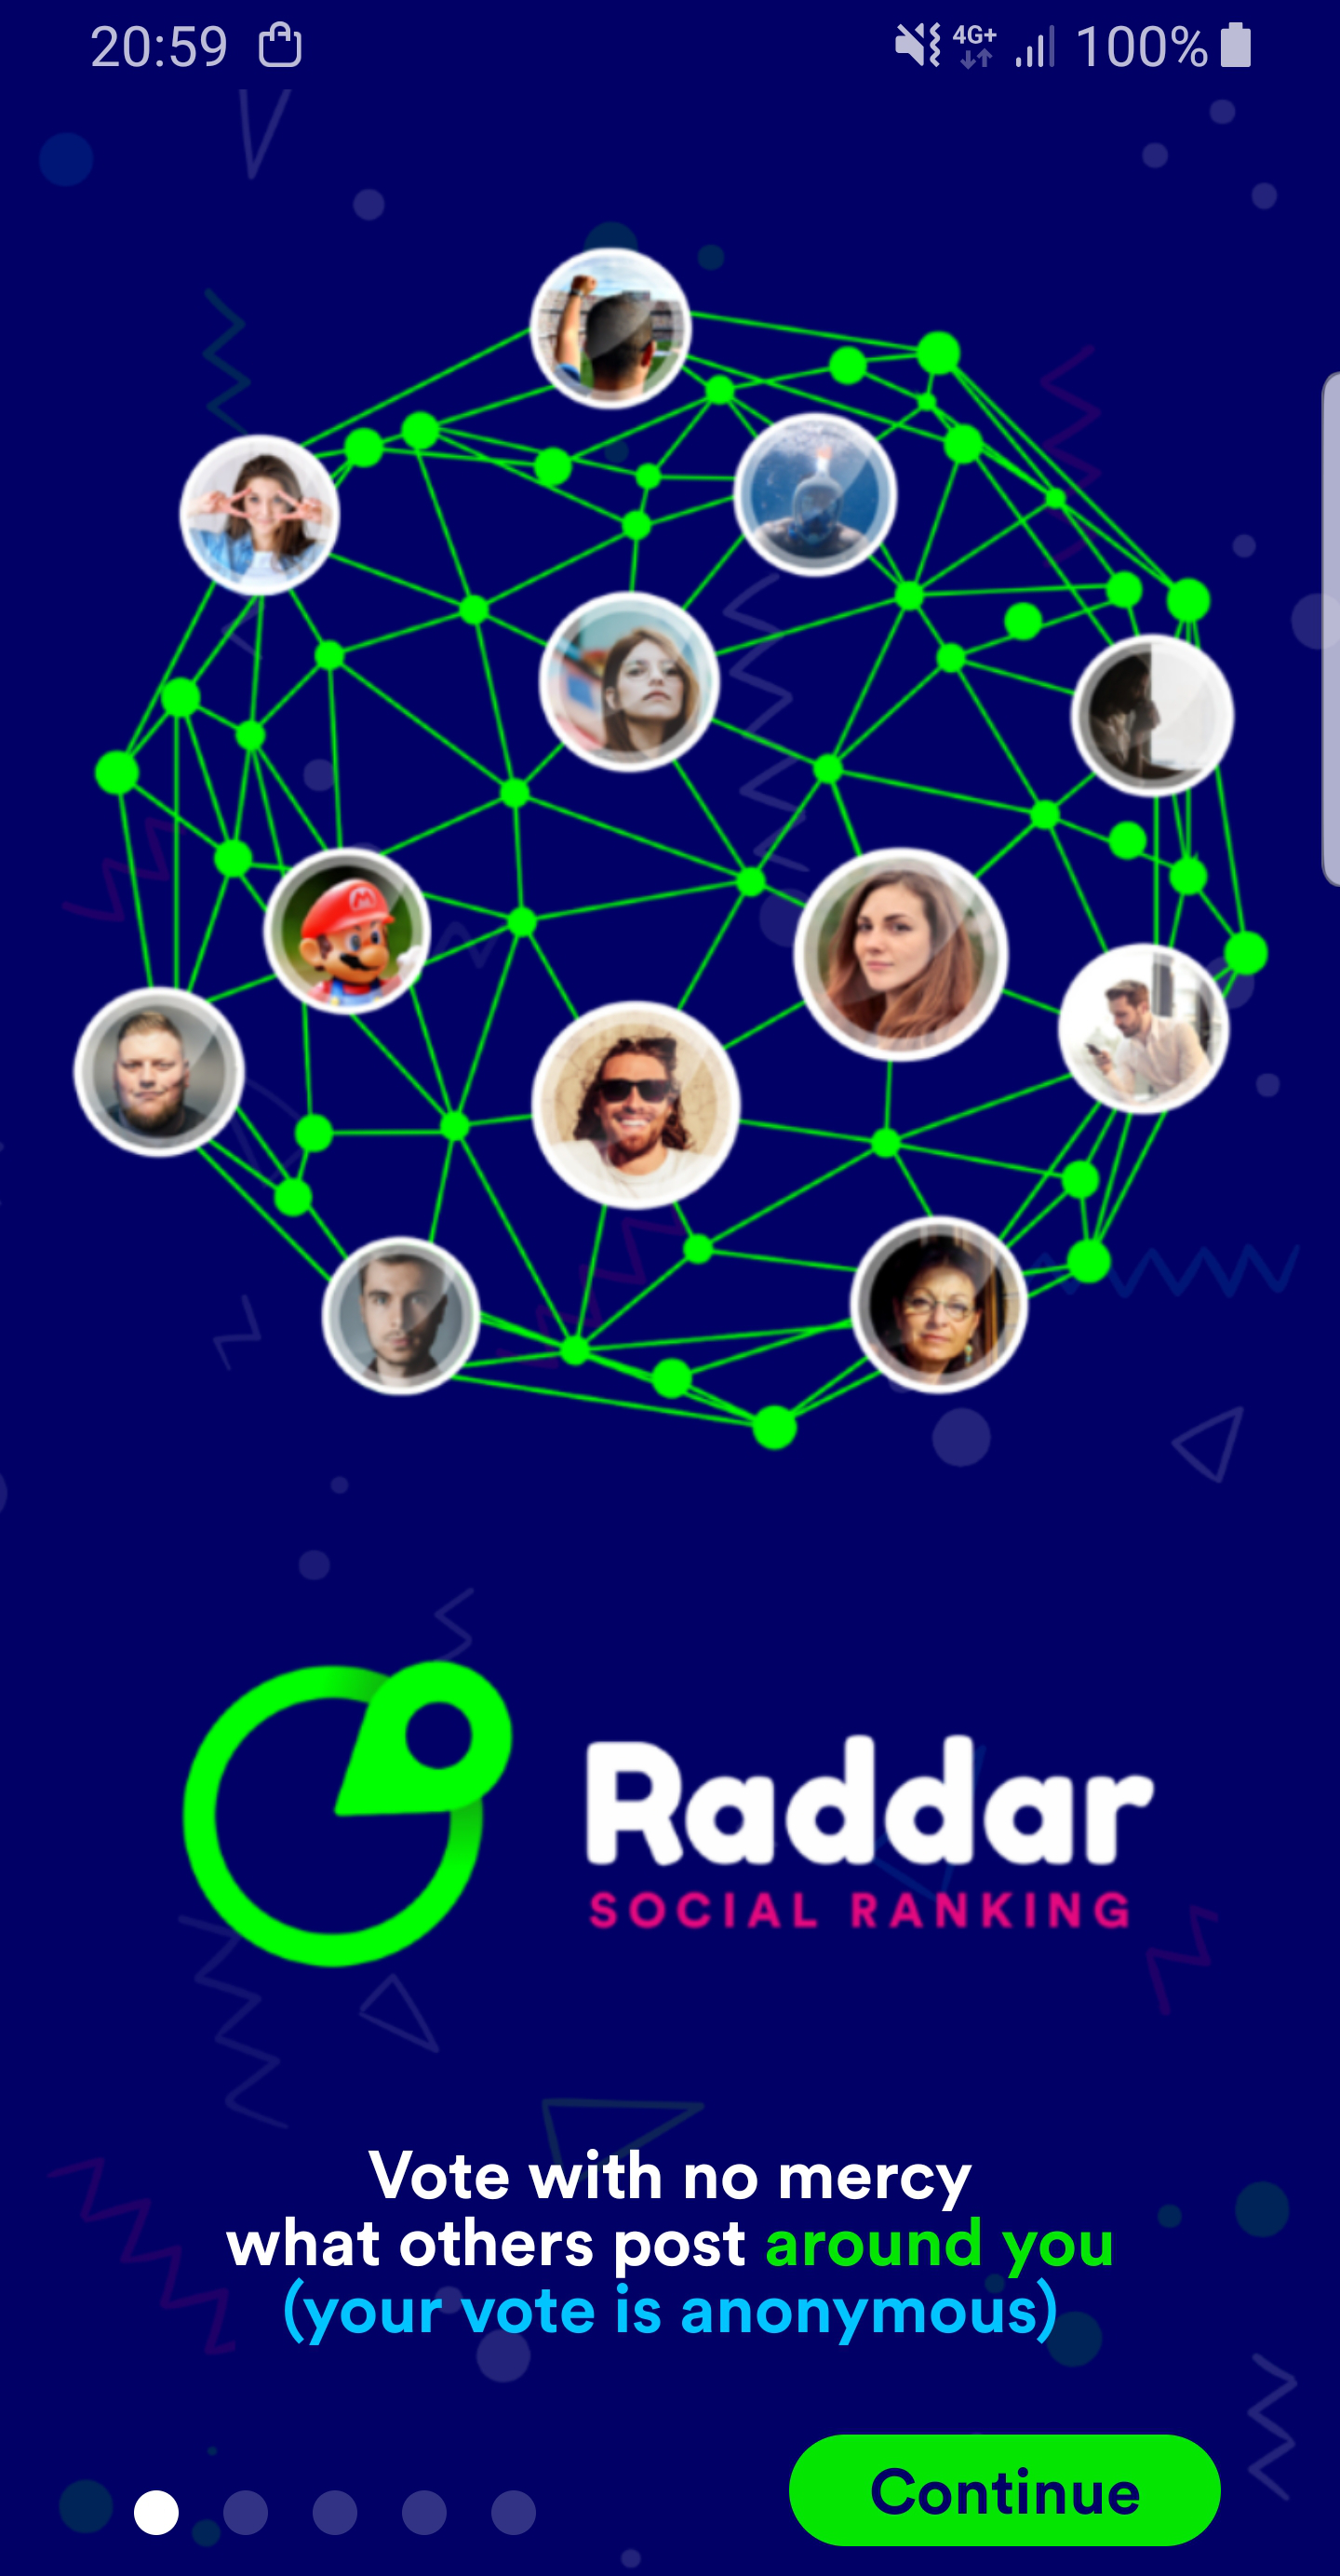 20:59
4G+
100%
M
Raddar
SOCIAL RANKING
Vote with no mercy
what others post around you
(your vote is anonymous)
Continue